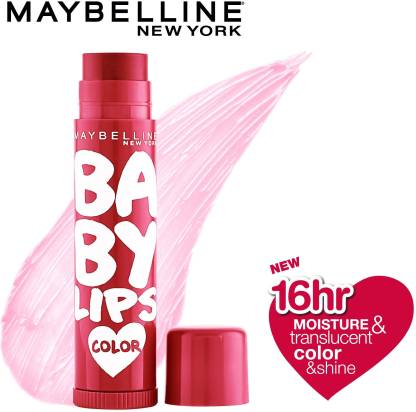 MAYBELLINE
NEW YORK
MAYBELLINE
NEW YORK
BA
BY
LIPS
COLOR
NEW
16hr
MOISTURE &
translucent
color
&shine